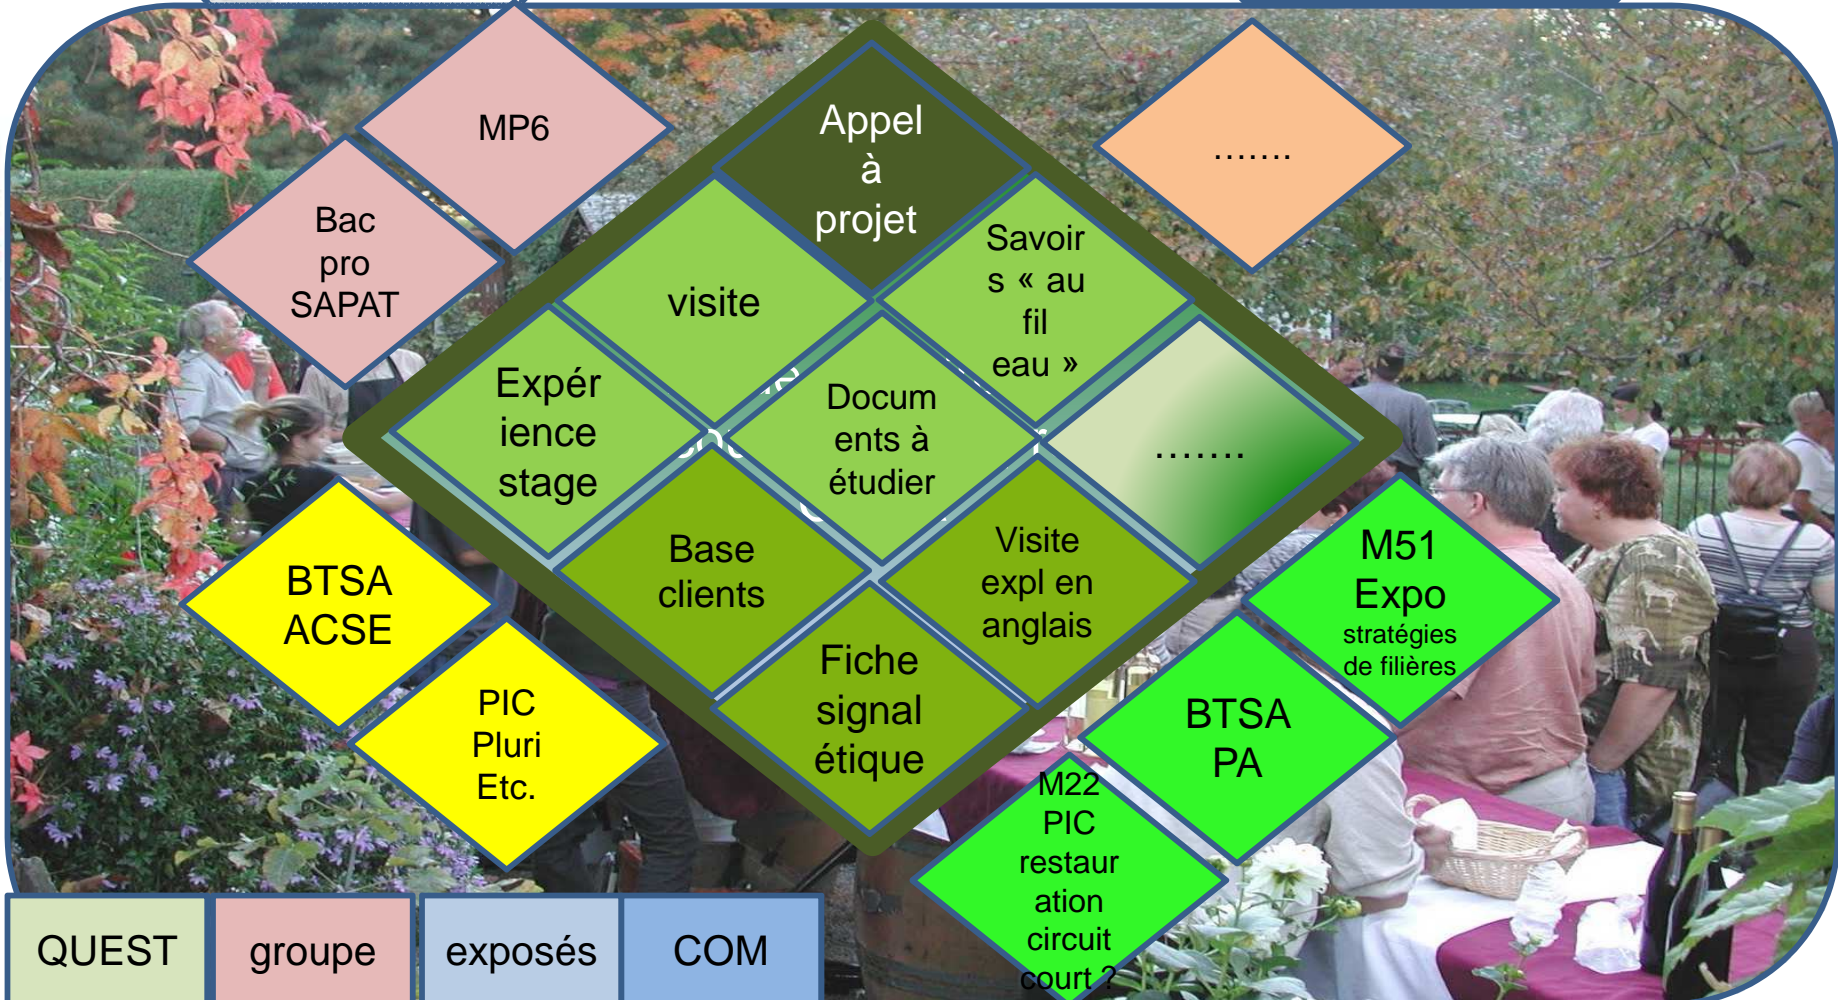 MP6
Appel
à
projet
…….
Bac
pro
SAPAT
visite
Savoir
s « au
fil
eau »
Expér
ience
stage
Docum
ents à
étudier
…….
Base
clients
Visite
expl en
anglais
Fiche
signal
étique
BTSA
ACSE
PIC
Pluri
Etc.
M51
Expo
stratégies
de filières
BTSA
PA
M22
PIC
restaur
ation
circuit
court ?
QUEST
groupe
exposés
COM